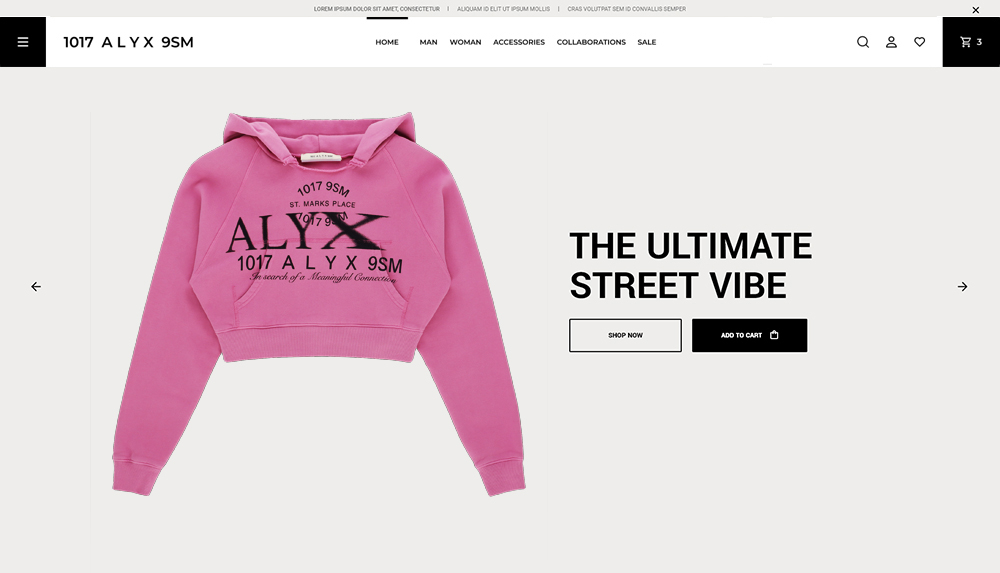 LOREM IPSUM DOLOR SIT AMET, CONSECTETUR | ALIQUAM ID ELIT UT IPSUM MOLLIS | CRAS VOLUTPAT SEM ID CONVALLIS SEMPER
1017 ALYX 9SM
HOME MAN WOMAN ACCESSORIES COLLABORATIONS SALE
3
1017 9SM
ST. MARKS PLACE
1017 9SM
ALYX
1017 ALYX 9SM
In search of a Meaningful Connection
THE ULTIMATE
STREET VIBE
SHOP NOW
ADD TO CART